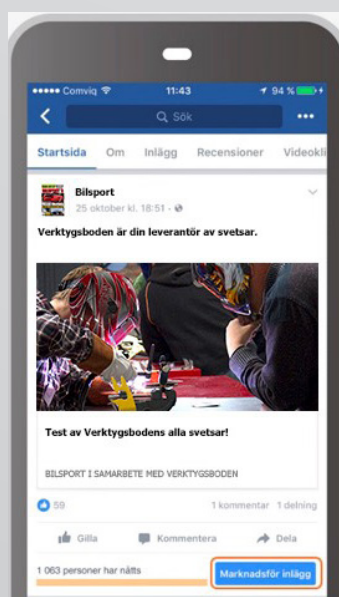 Comviq 11:43 94 %
Sök
Startsida Om Inlägg Recensioner Videokli
Bilsport
25 oktober kl. 18:51
Verktygsboden är din leverantör av svetsar.
Test av Verktygsbodens alla svetsar!
BILSPORT I SAMARBETE MED VERKTYGSBODEN
59 1 kommentar 1 delning
Gilla Kommentera Dela
1 063 personer har nåtts Marknadsför inlägg